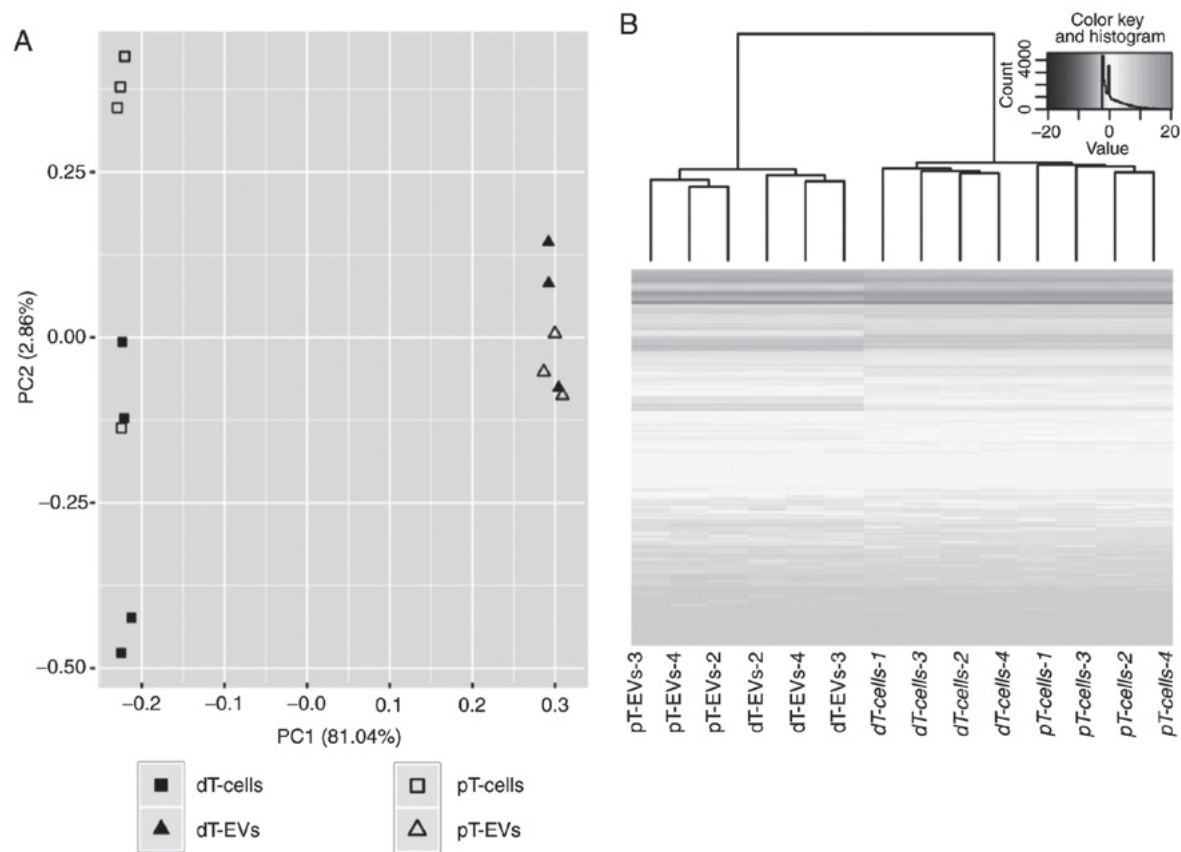 A
0.25
0.00
−0.25
−0.50
PC2 (2.86%)
−0.2
−0.1
−0.0
0.1
0.2
0.3
PC1 (81.04%)
dT-cells
pT-cells
dT-EVs
pT-EVs
B
Color key
and histogram
Count
4000
0
−20
0
20
Value
pT-EVs-3
pT-EVs-4
pT-EVs-2
dT-EVs-2
dT-EVs-4
dT-EVs-3
dT-cells-1
dT-cells-3
dT-cells-2
dT-cells-4
pT-cells-1
pT-cells-3
pT-cells-2
pT-cells-4